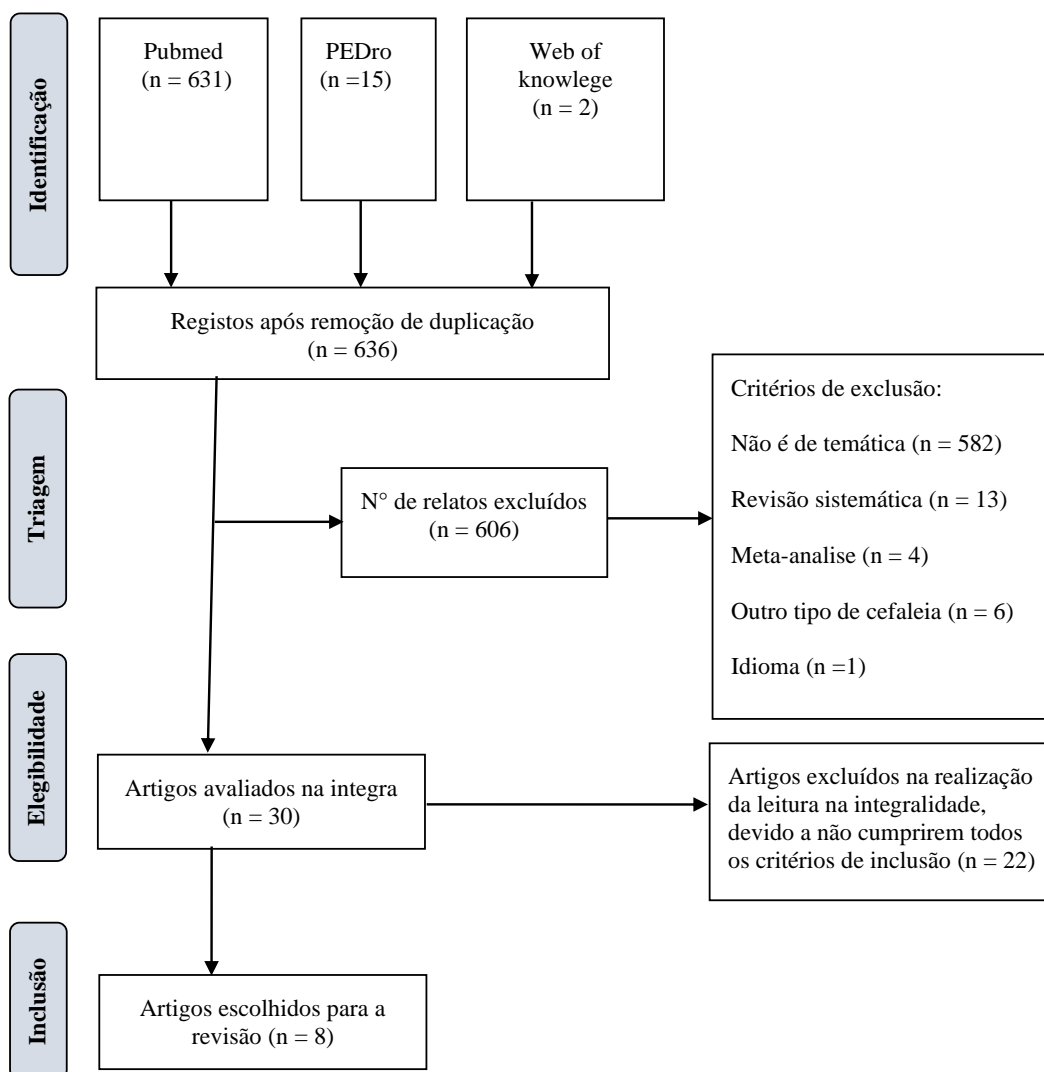 Identificação
Pubmed
(n = 631)
PEDro
(n =15)
Web of
knowlege
(n = 2)
Registos após remoção de duplicação
(n = 636)
Triagem
N° de relatos excluídos
(n = 606)
Critérios de exclusão:
Não é de temática (n = 582)
Revisão sistemática (n = 13)
Meta-analise (n = 4)
Outro tipo de cefaleia (n = 6)
Idioma (n =1)
Elegibilidade
Artigos avaliados na integra
(n = 30)
Artigos excluídos na realização
da leitura na integralidade,
devido a não cumprirem todos
os critérios de inclusão (n = 22)
Inclusão
Artigos escolhidos para a
revisão (n = 8)